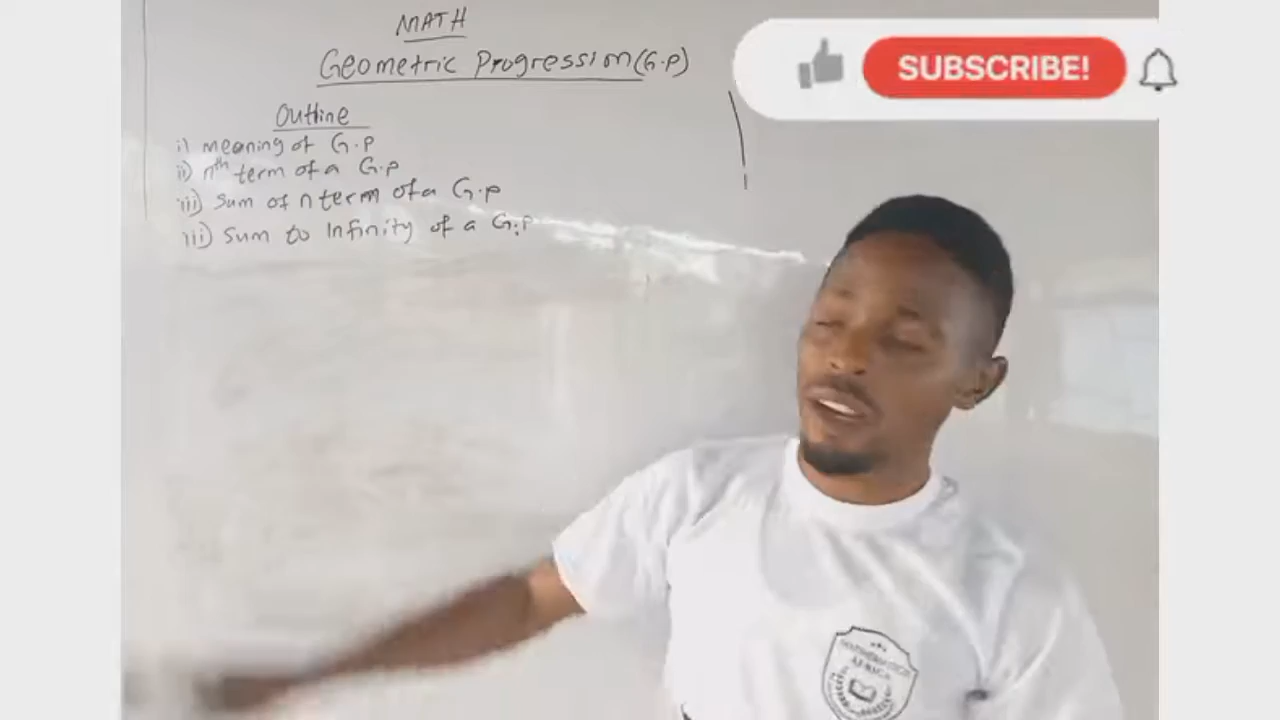 MATH
Geometric Progression(G.P)
Outline
i) meaning of G.P
ii) nth term of a G.P
iii) Sum of n term of a G.P
iii) Sum to Infinity of a G.P
SUBSCRIBE!
AFRICA